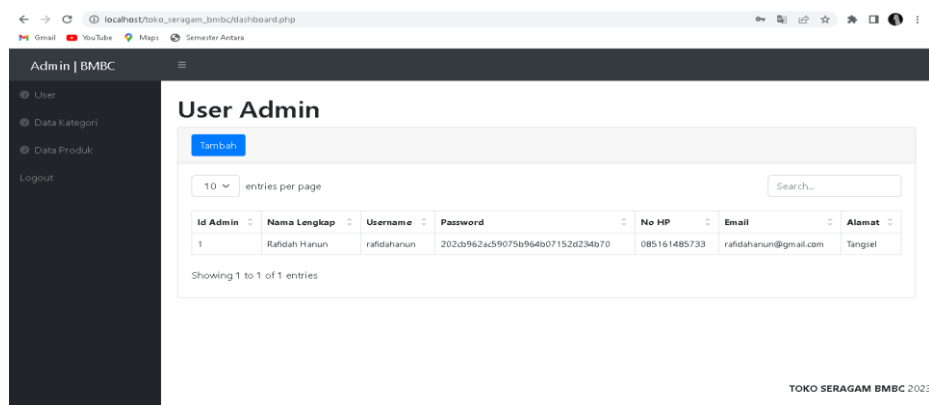 localhost/toko_seragam_bmbc/dashboard.php
Gmail YouTube Maps Semester Antara
Admin | BMBC
User
Data Kategori
Data Produk
Logout
User Admin
Tambah
10 entries per page
Search...
Id Admin Nama Lengkap Username Password No HP Email Alamat
1 Rafidah Hanun rafidahanun 202cb962ac59075b964b07152d234b70 085161485733 rafidahanun@gmail.com Tangsel
Showing 1 to 1 of 1 entries
TOKO SERAGAM BMBC 2023